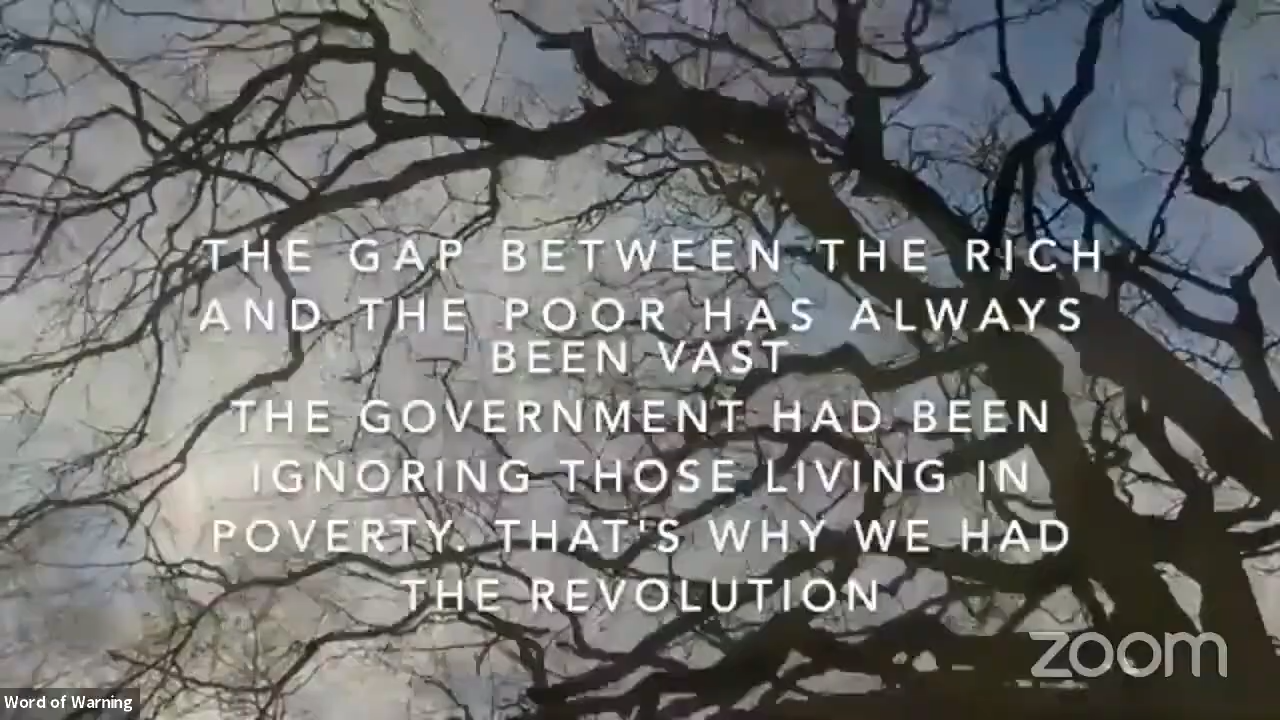 THE GAP BETWEEN THE RICH
AND THE POOR HAS ALWAYS
BEEN VAST
THE GOVERNMENT HAD BEEN
IGNORING THOSE LIVING IN
POVERTY. THAT'S WHY WE HAD
THE REVOLUTION
zoom
Word of Warning